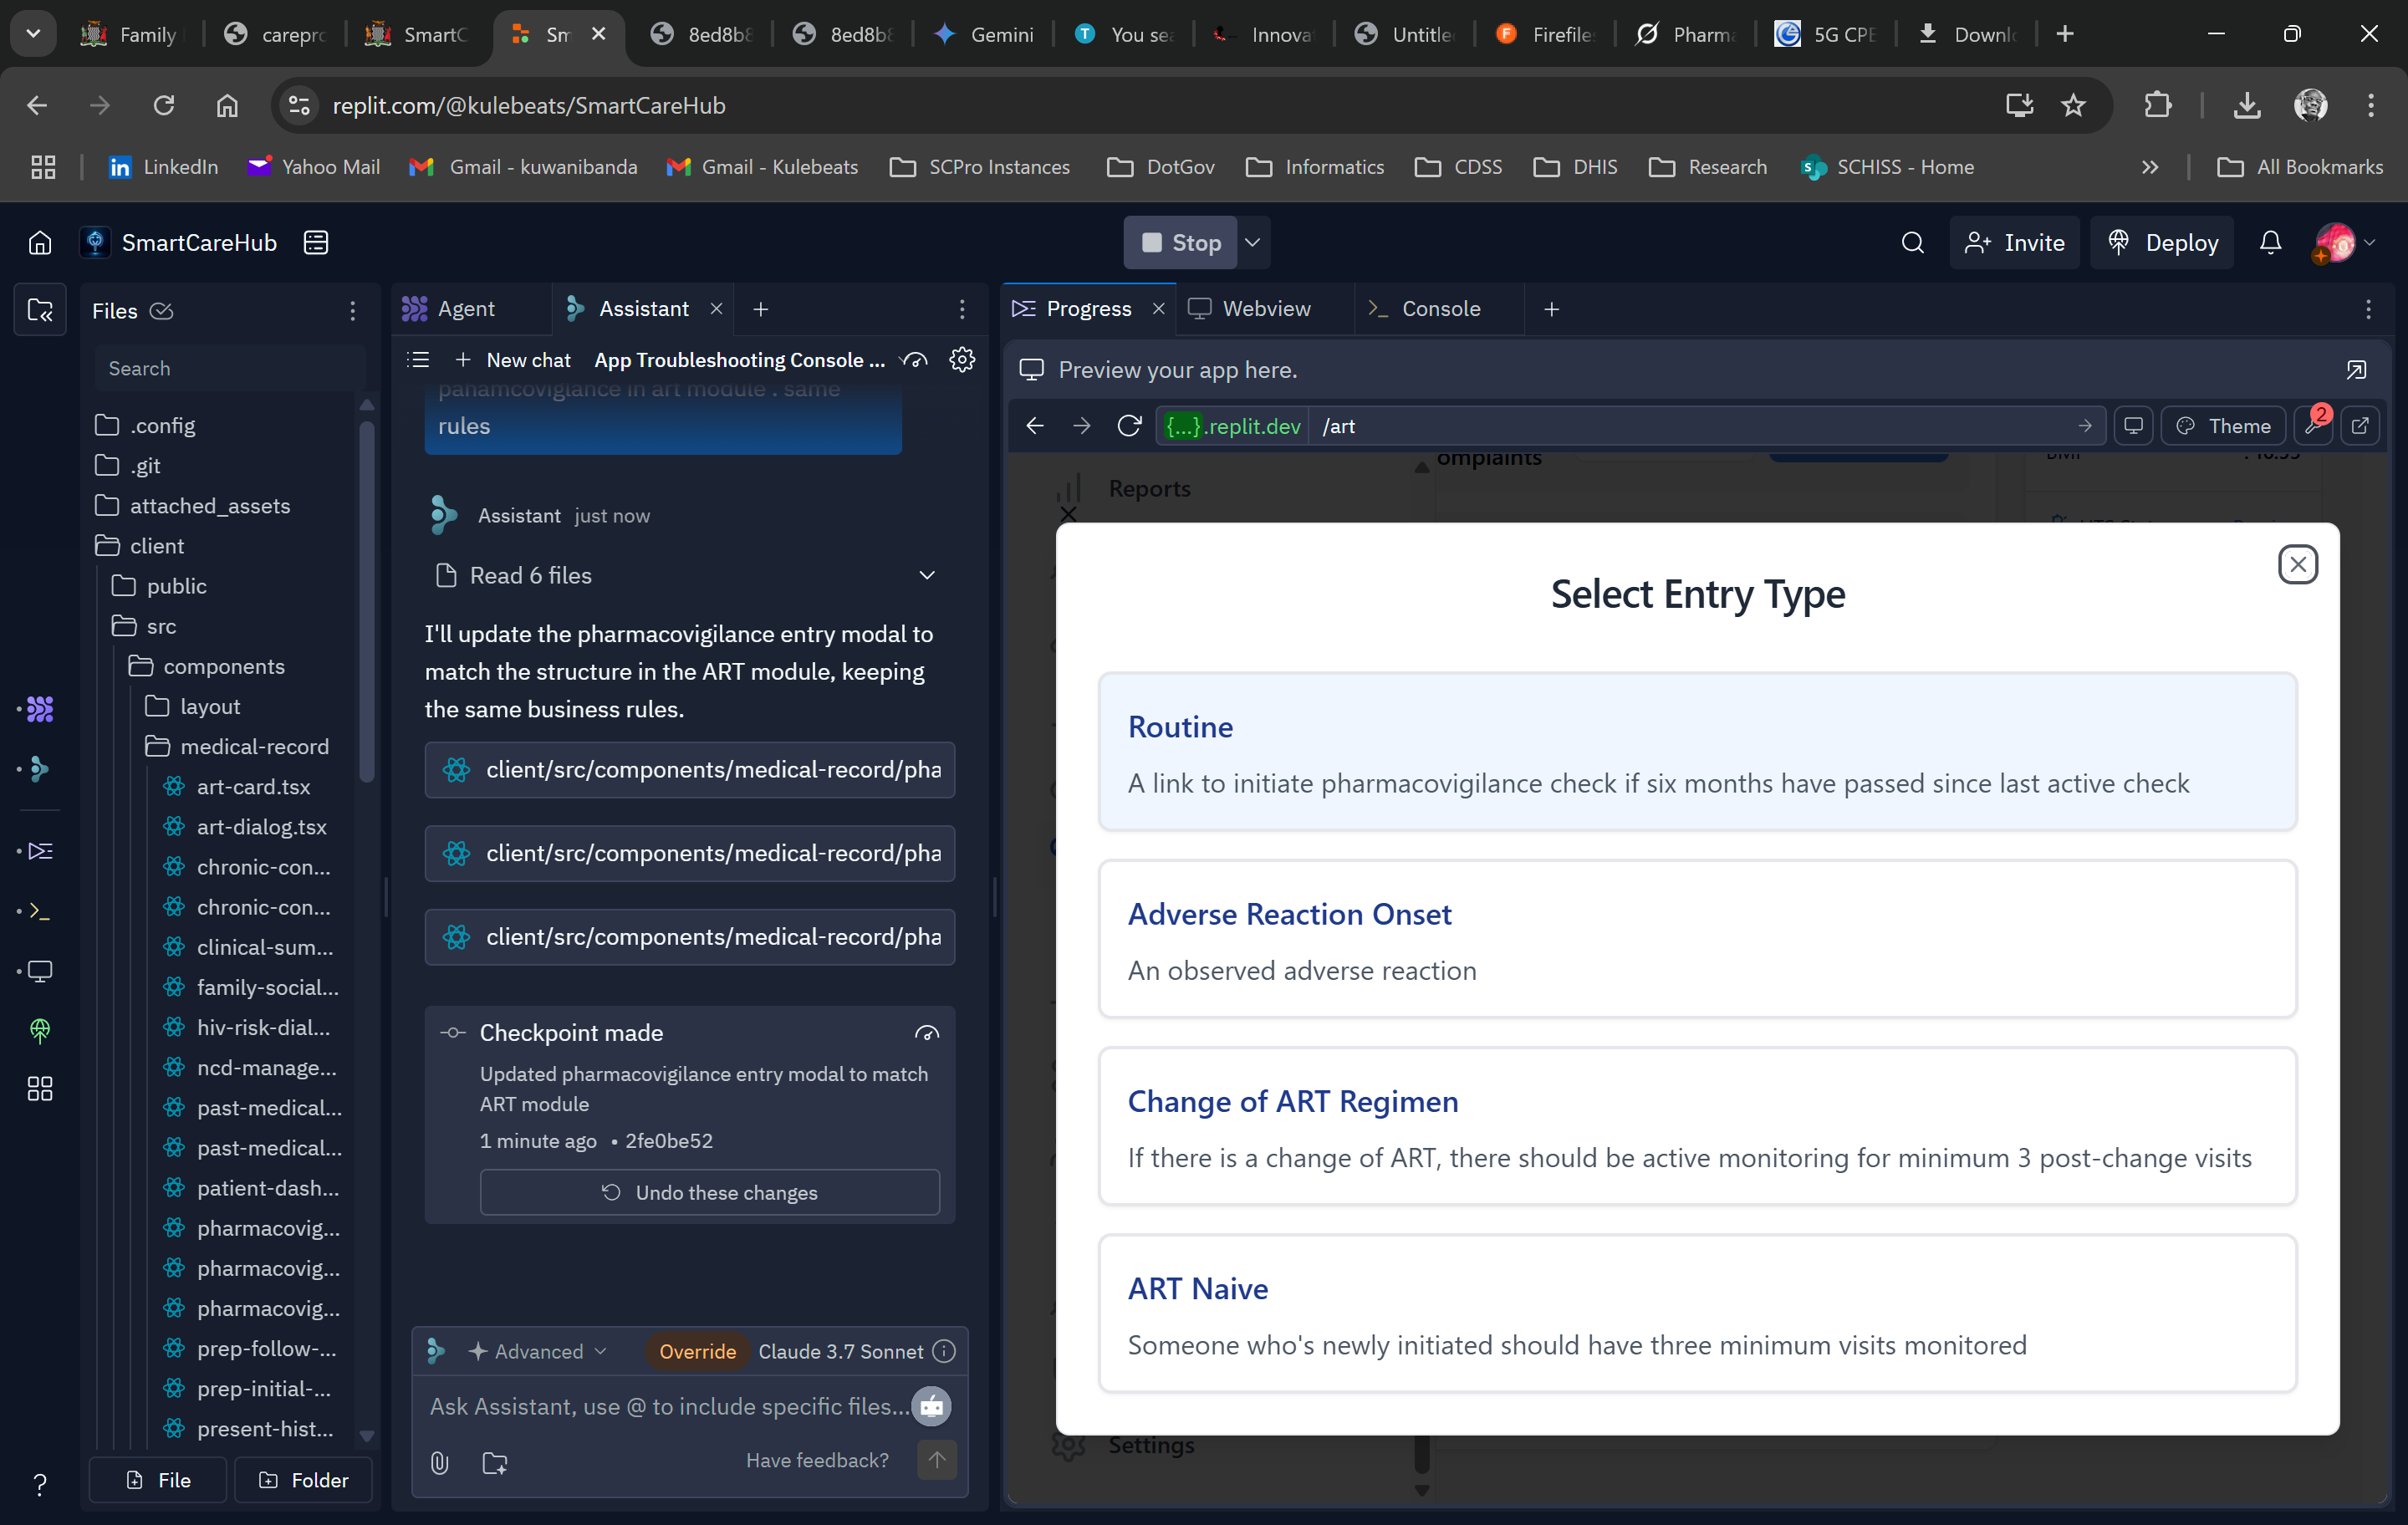 Family
carepro
SmartC
Sm
8ed8b8
8ed8b8
Gemini
You sea
Innova
Untitle
Firefiles
Pharma
5G CPE
Downl
replit.com/@kulebeats/SmartCareHub
LinkedIn
Yahoo Mail
Gmail - kuwanibanda
Gmail - Kulebeats
SCPro Instances
DotGov
Informatics
CDSS
DHIS
Research
SCHISS - Home
All Bookmarks
SmartCareHub
Stop
Invite
Deploy
Files
Search
.config
.git
attached_assets
client
public
src
components
layout
medical-record
art-card.tsx
art-dialog.tsx
chronic-con...
chronic-con...
clinical-sum...
family-social...
hiv-risk-dial...
ncd-manage...
past-medical...
past-medical...
patient-dash...
pharmacovig...
pharmacovig...
pharmacovig...
prep-follow-...
prep-initial-...
present-hist...
File
Folder
Agent
Assistant
New chat
App Troubleshooting Console ...
pahamcoviglance in art module . same
rules
Assistant just now
Read 6 files
I'll update the pharmacovigilance entry modal to
match the structure in the ART module, keeping
the same business rules.
client/src/components/medical-record/pha
client/src/components/medical-record/pha
client/src/components/medical-record/pha
Checkpoint made
Updated pharmacovigilance entry modal to match
ART module
1 minute ago • 2fe0be52
Undo these changes
Advanced
Override
Claude 3.7 Sonnet
Ask Assistant, use @ to include specific files...
Have feedback?
Progress
Webview
Console
Preview your app here.
{...}.replit.dev
/art
Theme
2
omplaints
Reports
Select Entry Type
Routine
A link to initiate pharmacovigilance check if six months have passed since last active check
Adverse Reaction Onset
An observed adverse reaction
Change of ART Regimen
If there is a change of ART, there should be active monitoring for minimum 3 post-change visits
ART Naive
Someone who's newly initiated should have three minimum visits monitored
Settings